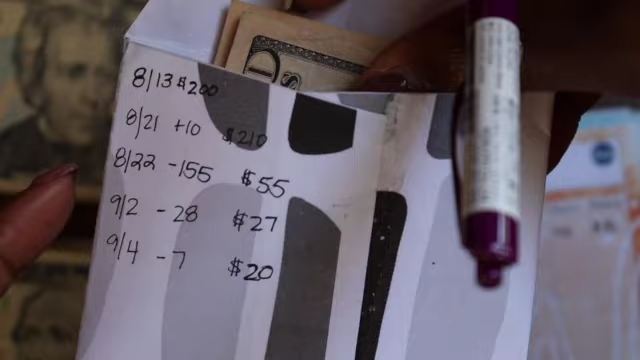 8/13 $200
8/21 +10 $210
8/22 -155 $55
9/2 - 28 $27
9/4 - 7 $20